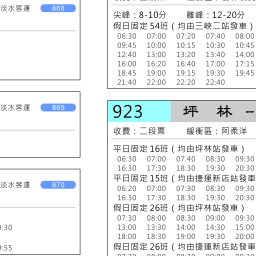 淡水客運 868
淡水客運 869
淡水客運 870
:30
:55
尖峰：8-10分 離峰：12-20分
假日固定54班（均由三峽二站發車）
06:30 07:00 07:20 07:40 08:00
09:45 10:00 10:15 10:30 10:45
12:40 13:00 13:20 13:40 14:00
16:00 16:20 16:40 17:00 17:15
18:45 19:00 19:15 19:30 19:45
21:40 22:00 22:20 22:40
923 坪 林 -
收費：二段票 緩衝區：阿柔洋
平日固定16班（均由坪林站發車）
06:30 07:00 07:40 08:30 09:30
16:30 17:30 18:30 19:30 20:30
平日固定15班（均由捷運新店站發車
06:20 07:00 07:30 08:30 09:30
16:30 17:30 18:30 19:30 20:30
假日固定26班（均由坪林站發車）
07:30 08:00 08:30 09:00 09:30
13:00 13:30 14:00 14:30 15:00
18:00 18:30 19:00 19:30 20:00
假日固定26班（均由捷運新店站發車